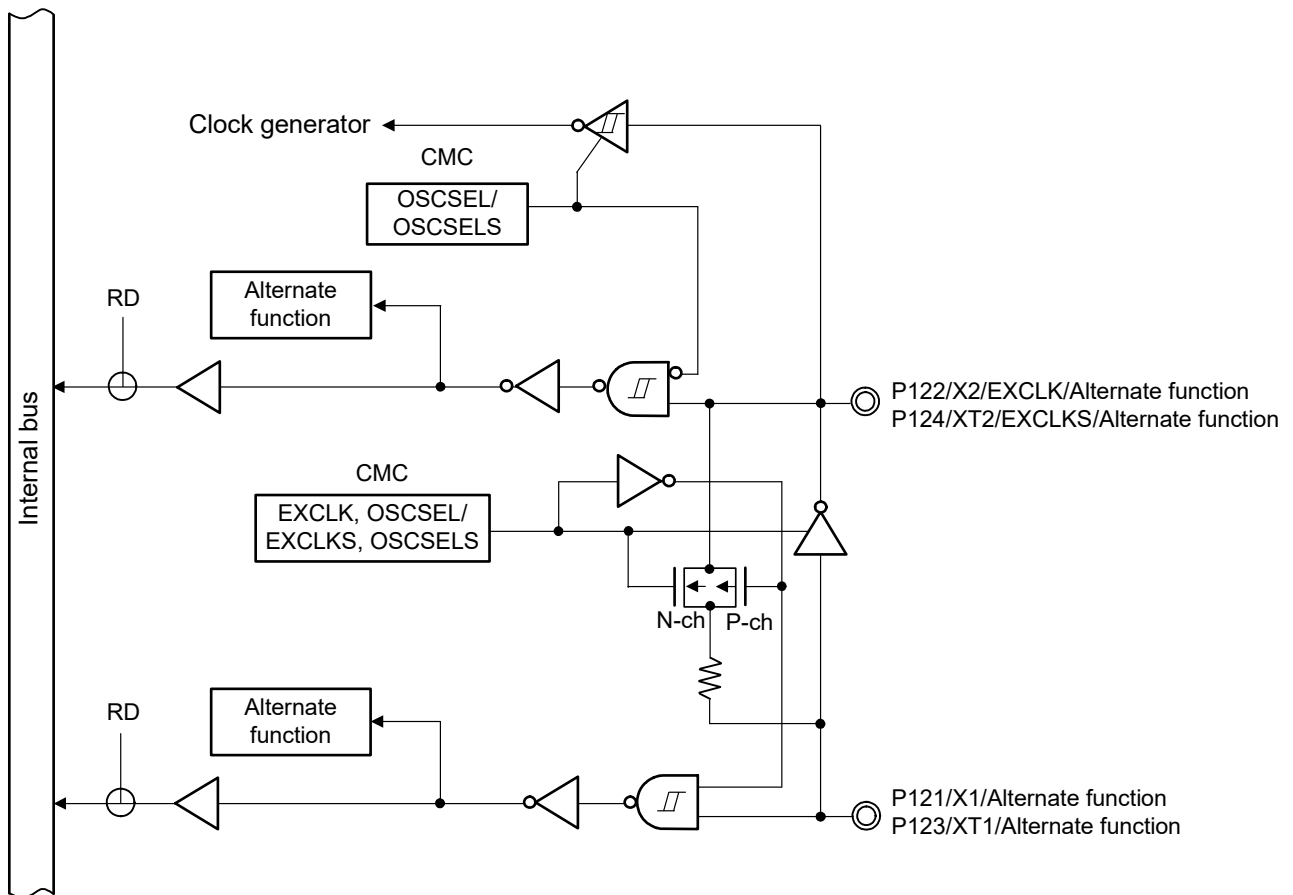 Clock generator
CMC
OSCSEL/
OSCSELS
RD
Alternate
function
P122/X2/EXCLK/Alternate function
P124/XT2/EXCLKS/Alternate function
Internal bus
CMC
EXCLK, OSCSEL/
EXCLKS, OSCSELS
N-ch
P-ch
RD
Alternate
function
P121/X1/Alternate function
P123/XT1/Alternate function